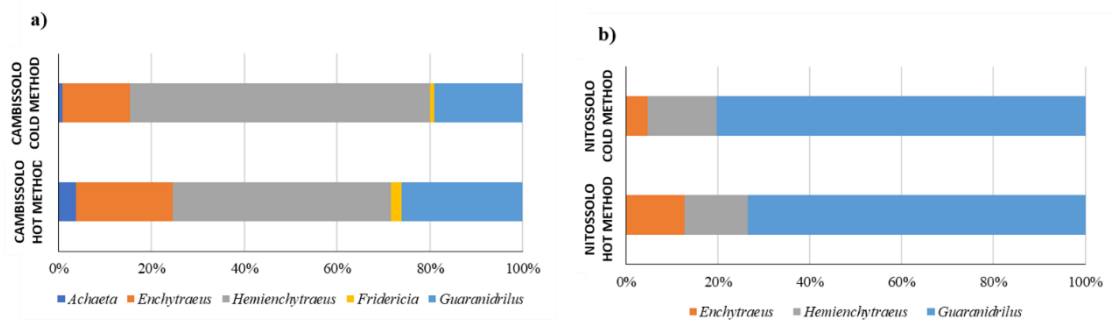 a)
CAMBISSOLO
COLD METHOD
CAMBISSOLO
HOT METHOD
0% 20% 40% 60% 80% 100%
Achaeta Enchytraeus Hemienchytraeus Fridericia Guaranidrilus
b)
NITOSSOLO
COLD METHOD
NITOSSOLO
HOT METHOD
0% 20% 40% 60% 80% 100%
Enchytraeus Hemienchytraeus Guaranidrilus